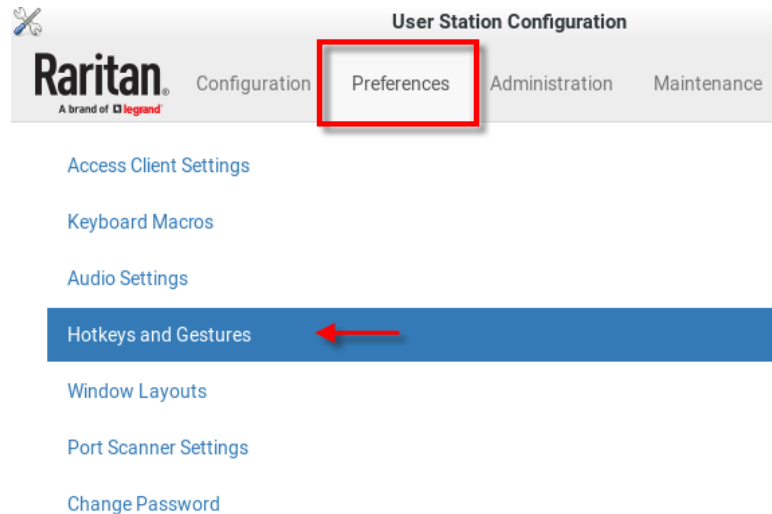 User Station Configuration
Raritan.
A brand of legrand
Configuration Preferences Administration Maintenance
Access Client Settings
Keyboard Macros
Audio Settings
Hotkeys and Gestures
Window Layouts
Port Scanner Settings
Change Password